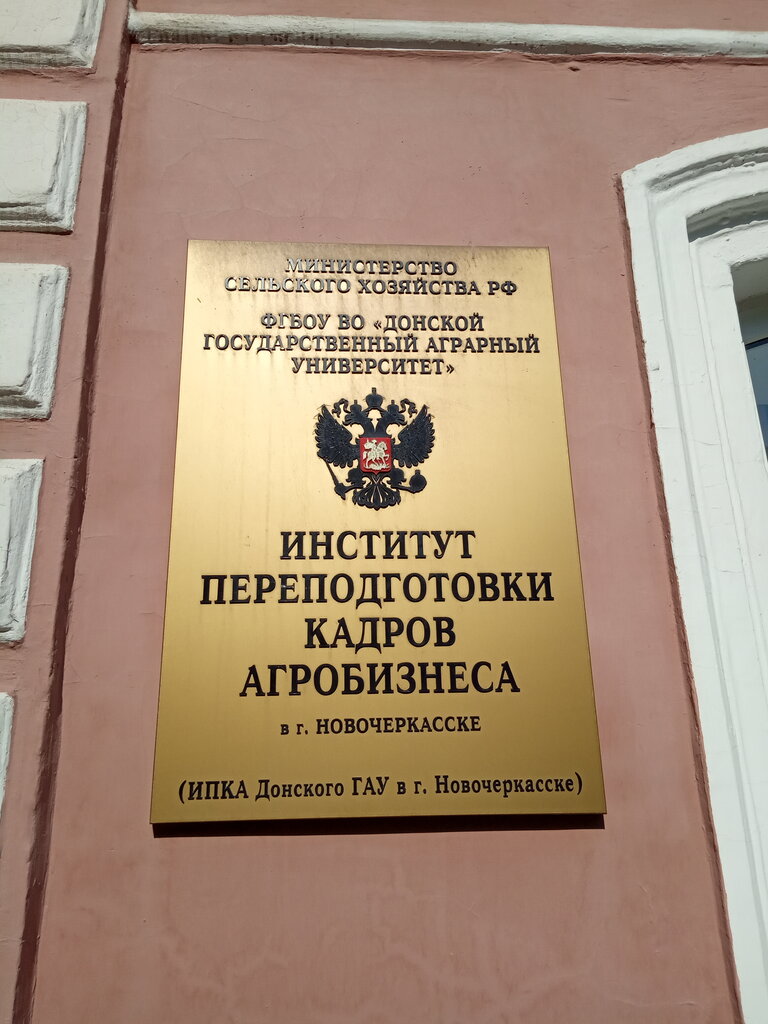 МИНИСТЕРСТВО
СЕЛЬСКОГО ХОЗЯЙСТВА РФ
ФГБОУ ВО «ДОНСКОЙ
ГОСУДАРСТВЕННЫЙ АГРАРНЫЙ
УНИВЕРСИТЕТ»
ИНСТИТУТ
ПЕРЕПОДГОТОВКИ
КАДРОВ
АГРОБИЗНЕСА
в г. НОВОЧЕРКАССКЕ
(ИПКА Донского ГАУ в г. Новочеркасске)